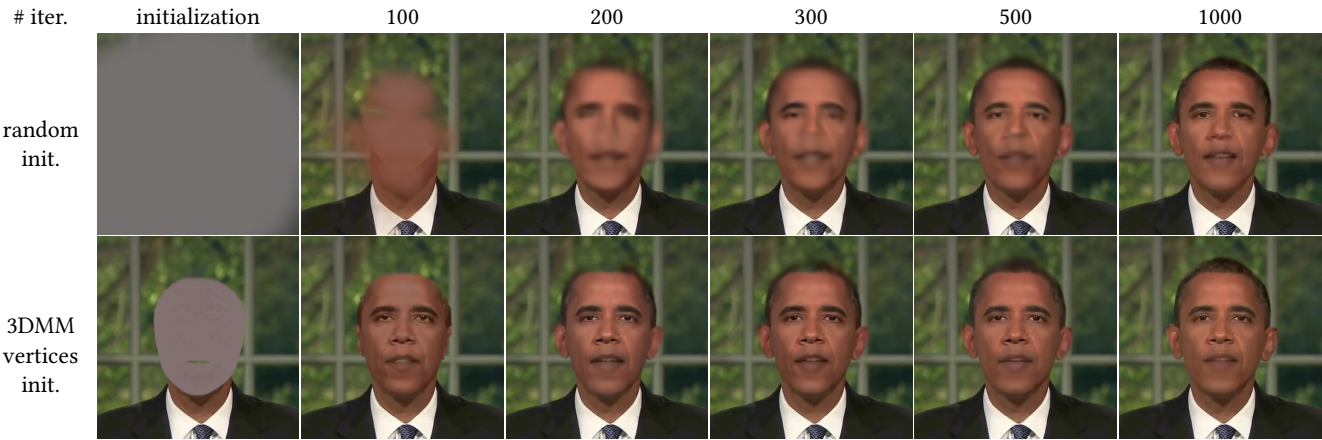 # iter. initialization 100 200 300 500 1000
random
init.
3DMM
vertices
init.